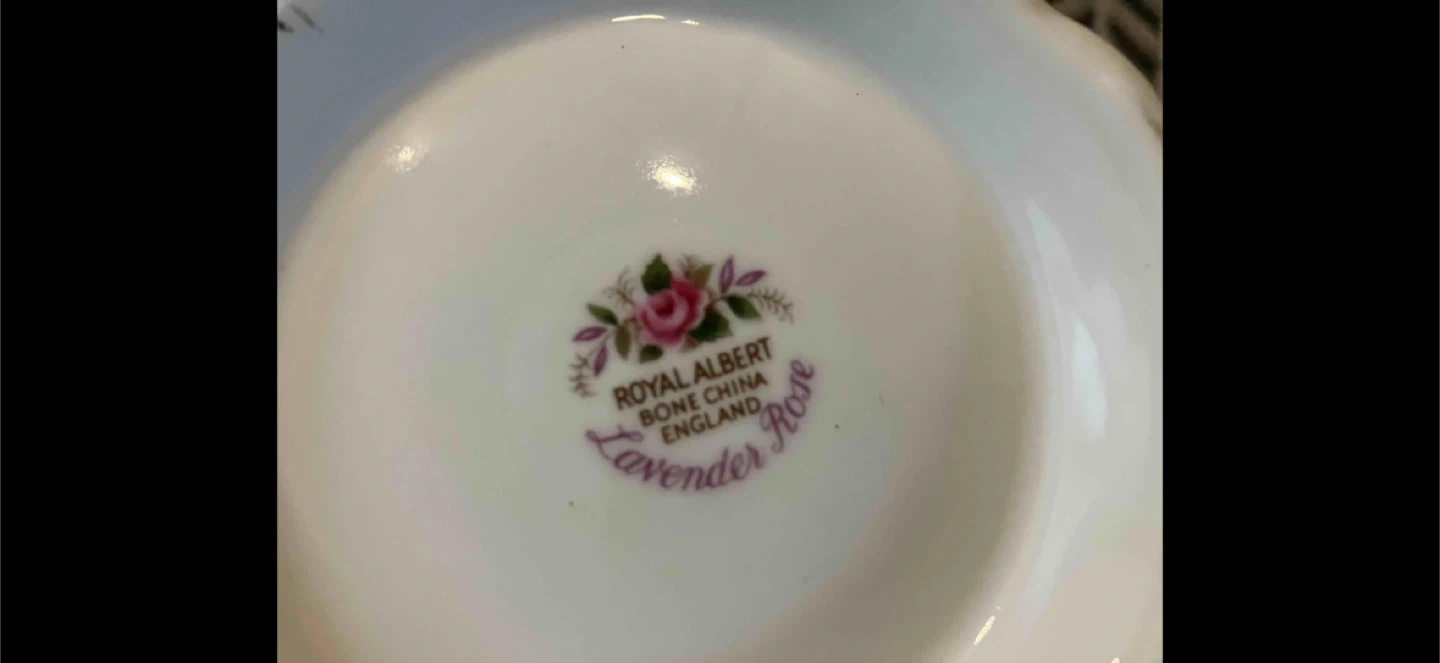 ROYAL ALBERT
BONE CHINA
ENGLAND
Lavender Rose